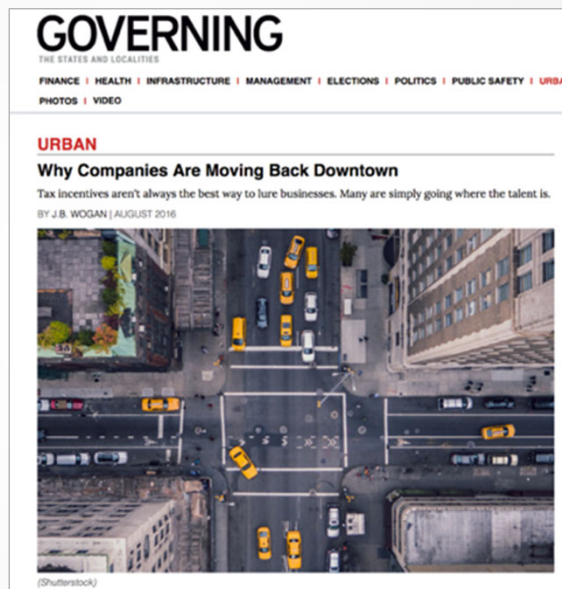 GOVERNING
THE STATES AND LOCALITIES
FINANCE | HEALTH | INFRASTRUCTURE | MANAGEMENT | ELECTIONS | POLITICS | PUBLIC SAFETY | URBA
PHOTOS | VIDEO
URBAN
Why Companies Are Moving Back Downtown
Tax incentives aren't always the best way to lure businesses. Many are simply going where the talent is.
BY J.B. WOGAN | AUGUST 2016
(Shutterstock)